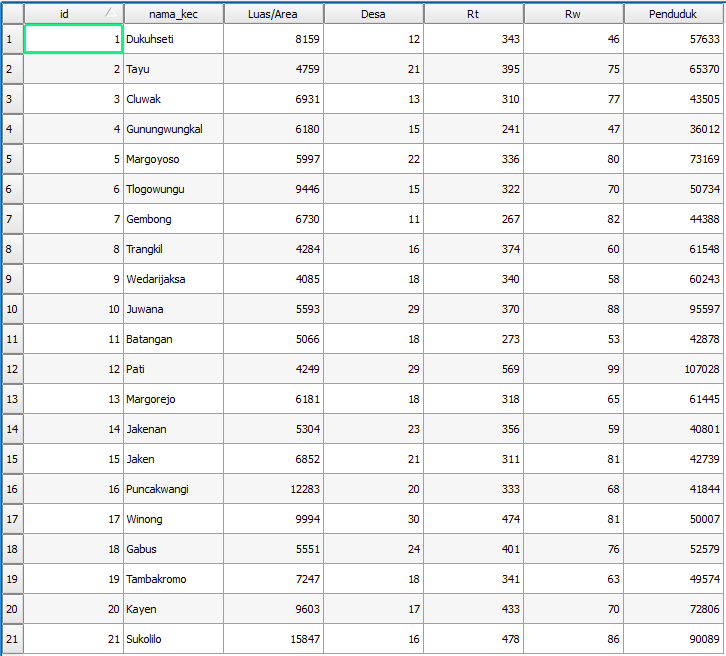 id nama_kec Luas/Area Desa Rt Rw Penduduk
1 1 Dukuhseti 8159 12 343 46 57633
2 2 Tayu 4759 21 395 75 65370
3 3 Cluwak 6931 13 310 77 43505
4 4 Gunungwungkal 6180 15 241 47 36012
5 5 Margoyoso 5997 22 336 80 73169
6 6 Tlogowungu 9446 15 322 70 50734
7 7 Gembong 6730 11 267 82 44388
8 8 Trangkil 4284 16 374 60 61548
9 9 Wedarijaksa 4085 18 340 58 60243
10 10 Juwana 5593 29 370 88 95597
11 11 Batangan 5066 18 273 53 42878
12 12 Pati 4249 29 569 99 107028
13 13 Margorejo 6181 18 318 65 61445
14 14 Jakenan 5304 23 356 59 40801
15 15 Jaken 6852 21 311 81 42739
16 16 Puncakwangi 12283 20 333 68 41844
17 17 Winong 9994 30 474 81 50007
18 18 Gabus 5551 24 401 76 52579
19 19 Tambakromo 7247 18 341 63 49574
20 20 Kayen 9603 17 433 70 72806
21 21 Sukolilo 15847 16 478 86 90089